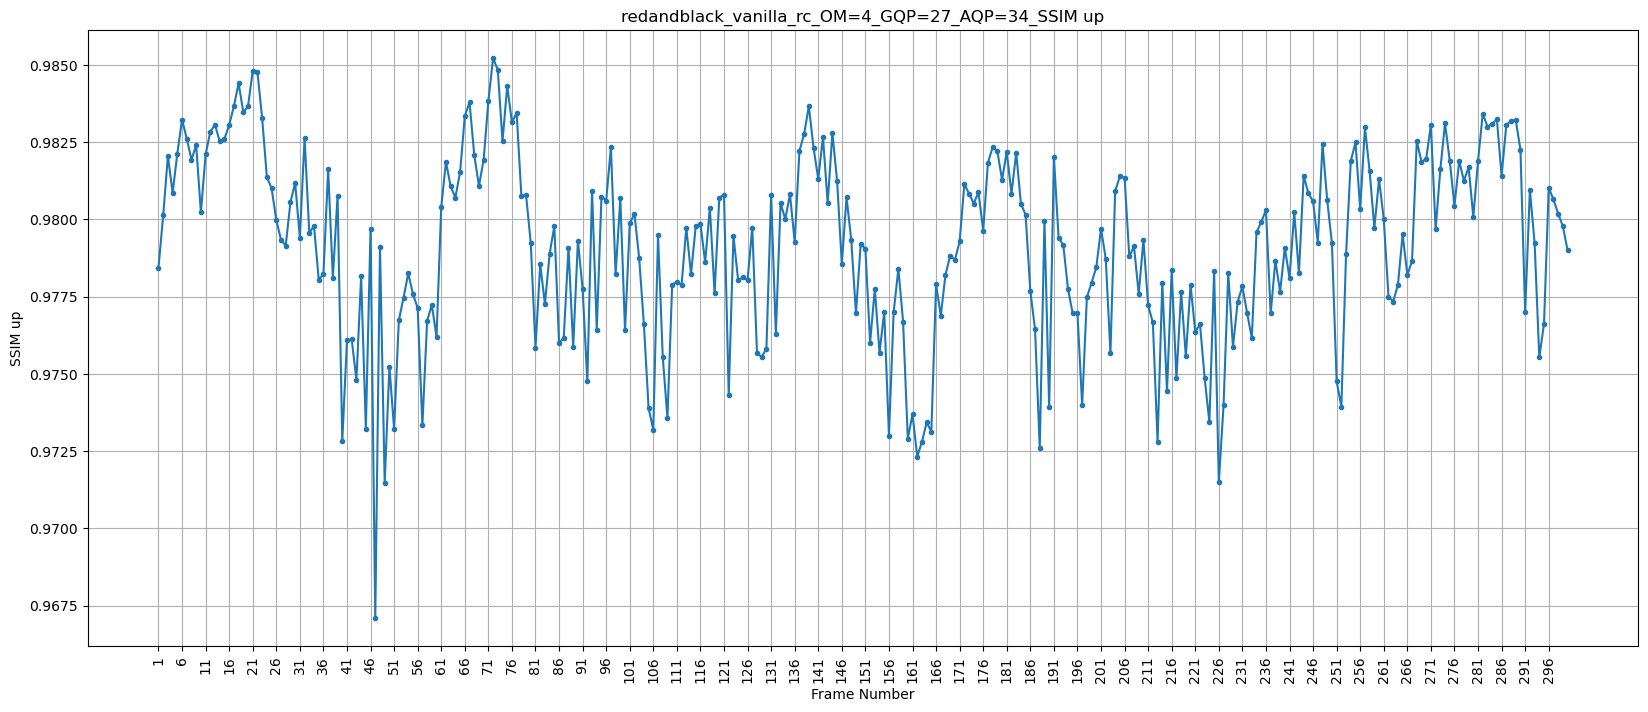 redandblack_vanilla_rc_OM=4_GQP=27_AQP=34_SSIM up
0.9850
0.9825
0.9800
0.9775
0.9750
0.9725
0.9700
0.9675
SSIM up
1 6 11 16 21 26 31 36 41 46 51 56 61 66 71 76 81 86 91 96 101 106 111 116 121 126 131 136 141 146 151 156 161 166 171 176 181 186 191 196 201 206 211 216 221 226 231 236 241 246 251 256 261 266 271 276 281 286 291 296
Frame Number